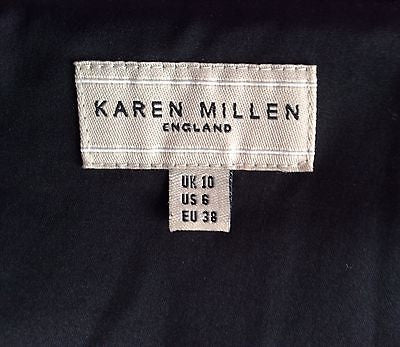 KAREN MILLEN
ENGLAND
UK 10
US 6
EU 38